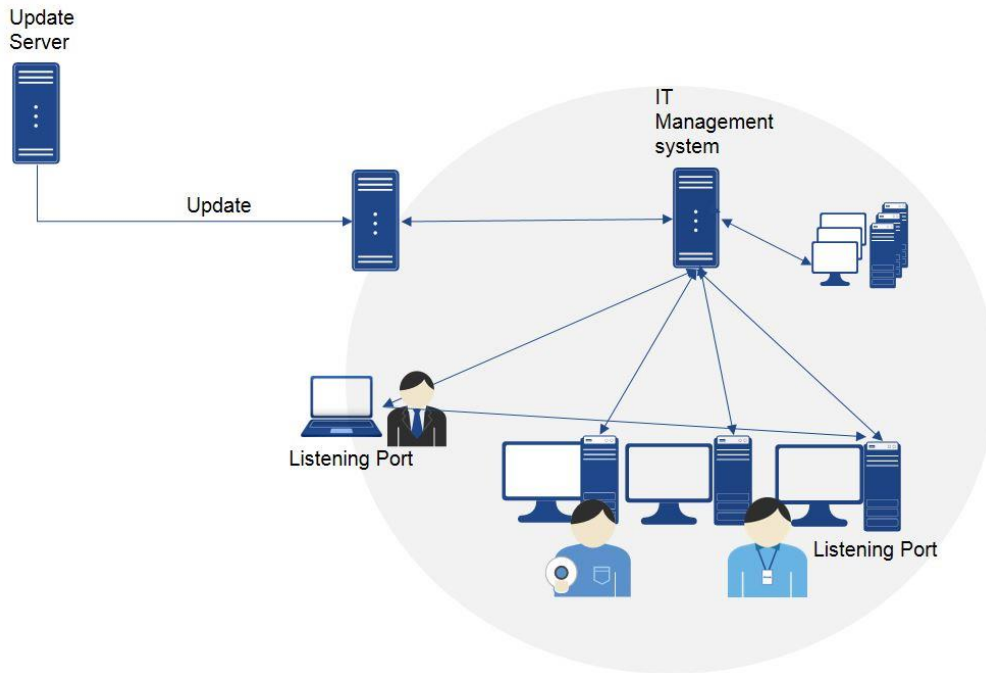 Update
Server
IT
Management
system
Update
Listening Port
Listening Port